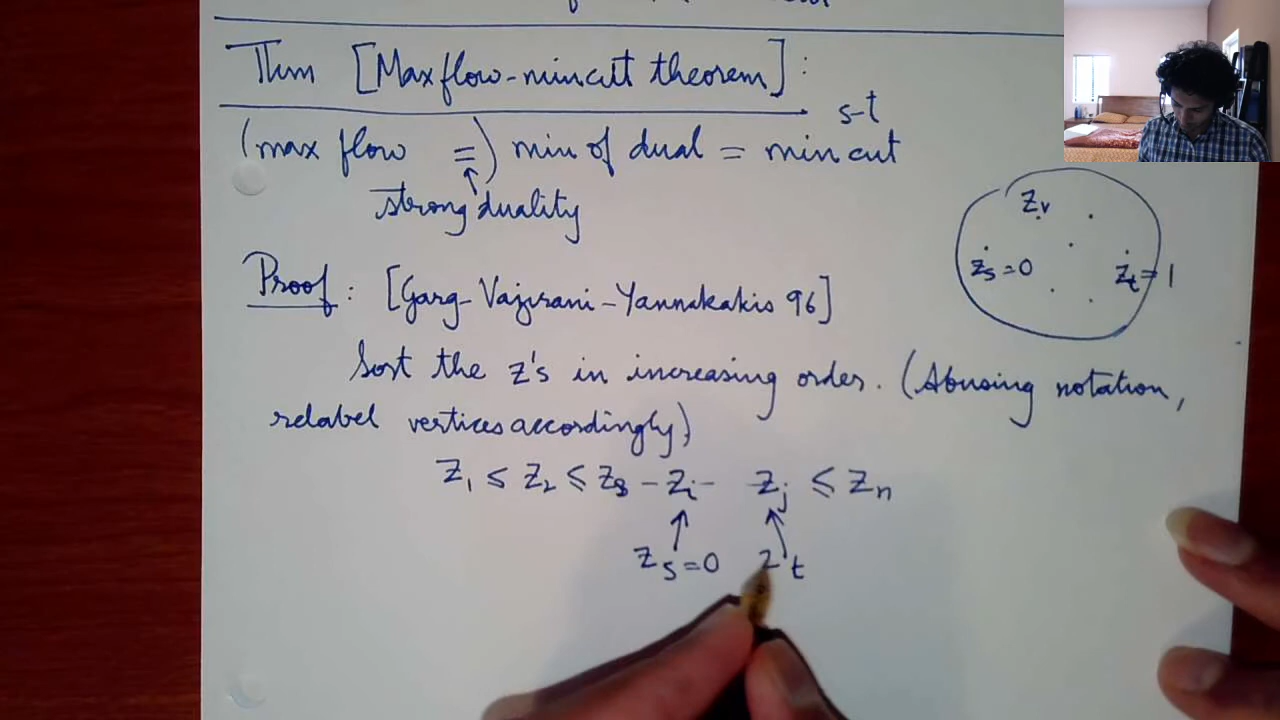 Thm [Maxflow-mincut theorem] :
s-t
(max flow =) min of dual = min cut
strong duality
Zv
Zs=0
Zt=1
Proof : [Garg-Vazirani-Yannakakis 96]
Sort the z's in increasing order. (Abusing notation,
relabel vertices accordingly)
Z1 ≤ Z2 ≤ Z3 - Zi - Zj ≤ Zn
Zs=0 Zt